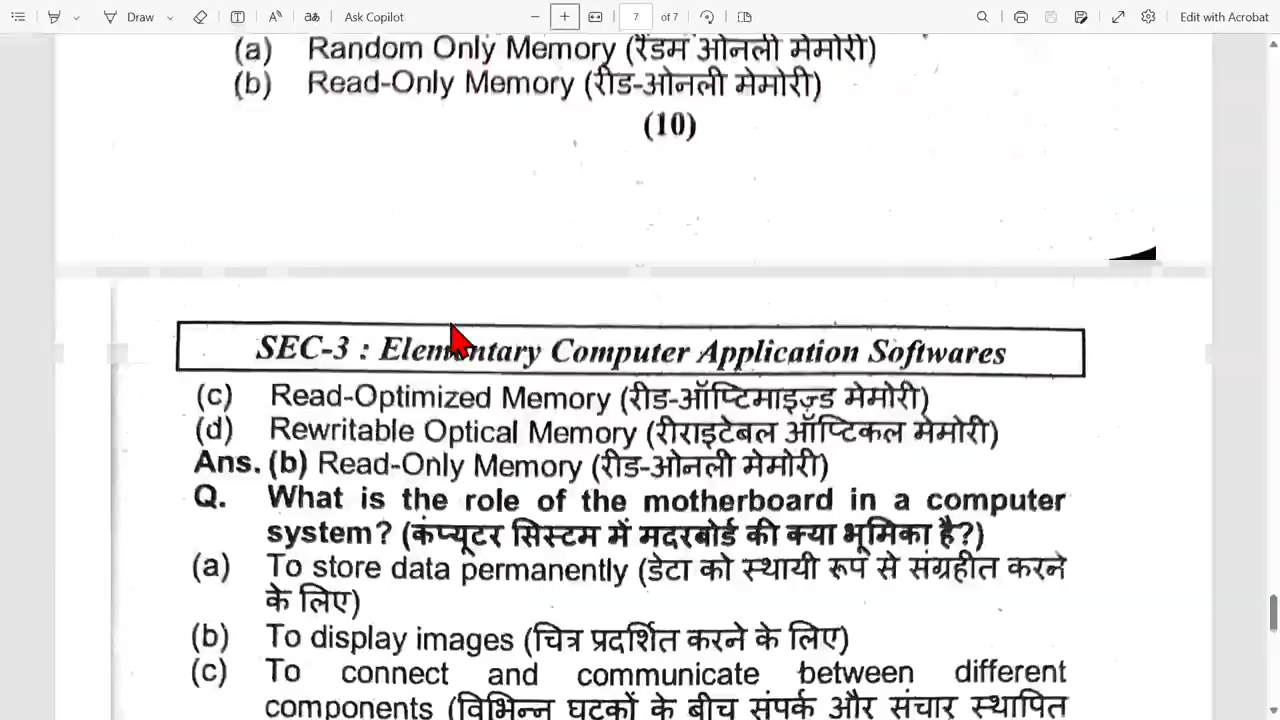 Draw
Ask Copilot
7 of 7
Edit with Acrobat
(a) Random Only Memory (रैंडम ओनली मेमोरी)
(b) Read-Only Memory (रीड-ओनली मेमोरी)
(10)
SEC-3 : Elementary Computer Application Softwares
(c) Read-Optimized Memory (रीड-ऑप्टिमाइज़्ड मेमोरी)
(d) Rewritable Optical Memory (रीराइटेबल ऑप्टिकल मेमोरी)
Ans. (b) Read-Only Memory (रीड-ओनली मेमोरी)
Q. What is the role of the motherboard in a computer
system? (कंप्यूटर सिस्टम में मदरबोर्ड की क्या भूमिका है?)
(a) To store data permanently (डेटा को स्थायी रूप से संग्रहीत करने
के लिए)
(b) To display images (चित्र प्रदर्शित करने के लिए)
(c) To connect and communicate between different
components (विभिन्न घटकों के बीच संपर्क और संचार स्थापित